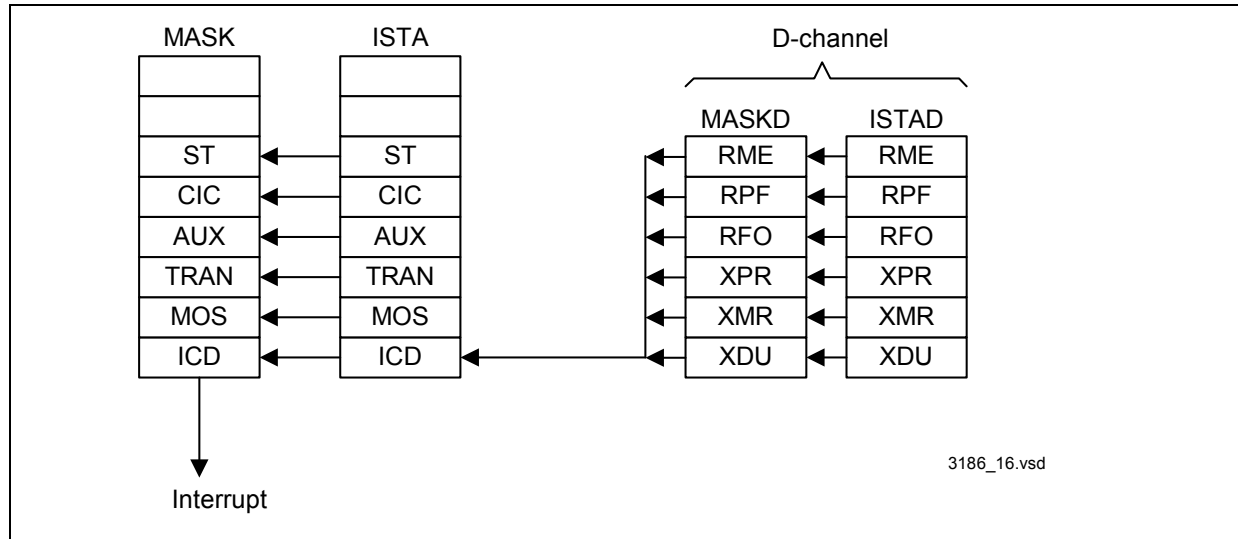 MASK ISTA D-channel
MASKD ISTAD
ST ST RME RME
CIC CIC RPF RPF
AUX AUX RFO RFO
TRAN TRAN XPR XPR
MOS MOS XMR XMR
ICD ICD XDU XDU
3186_16.vsd
Interrupt